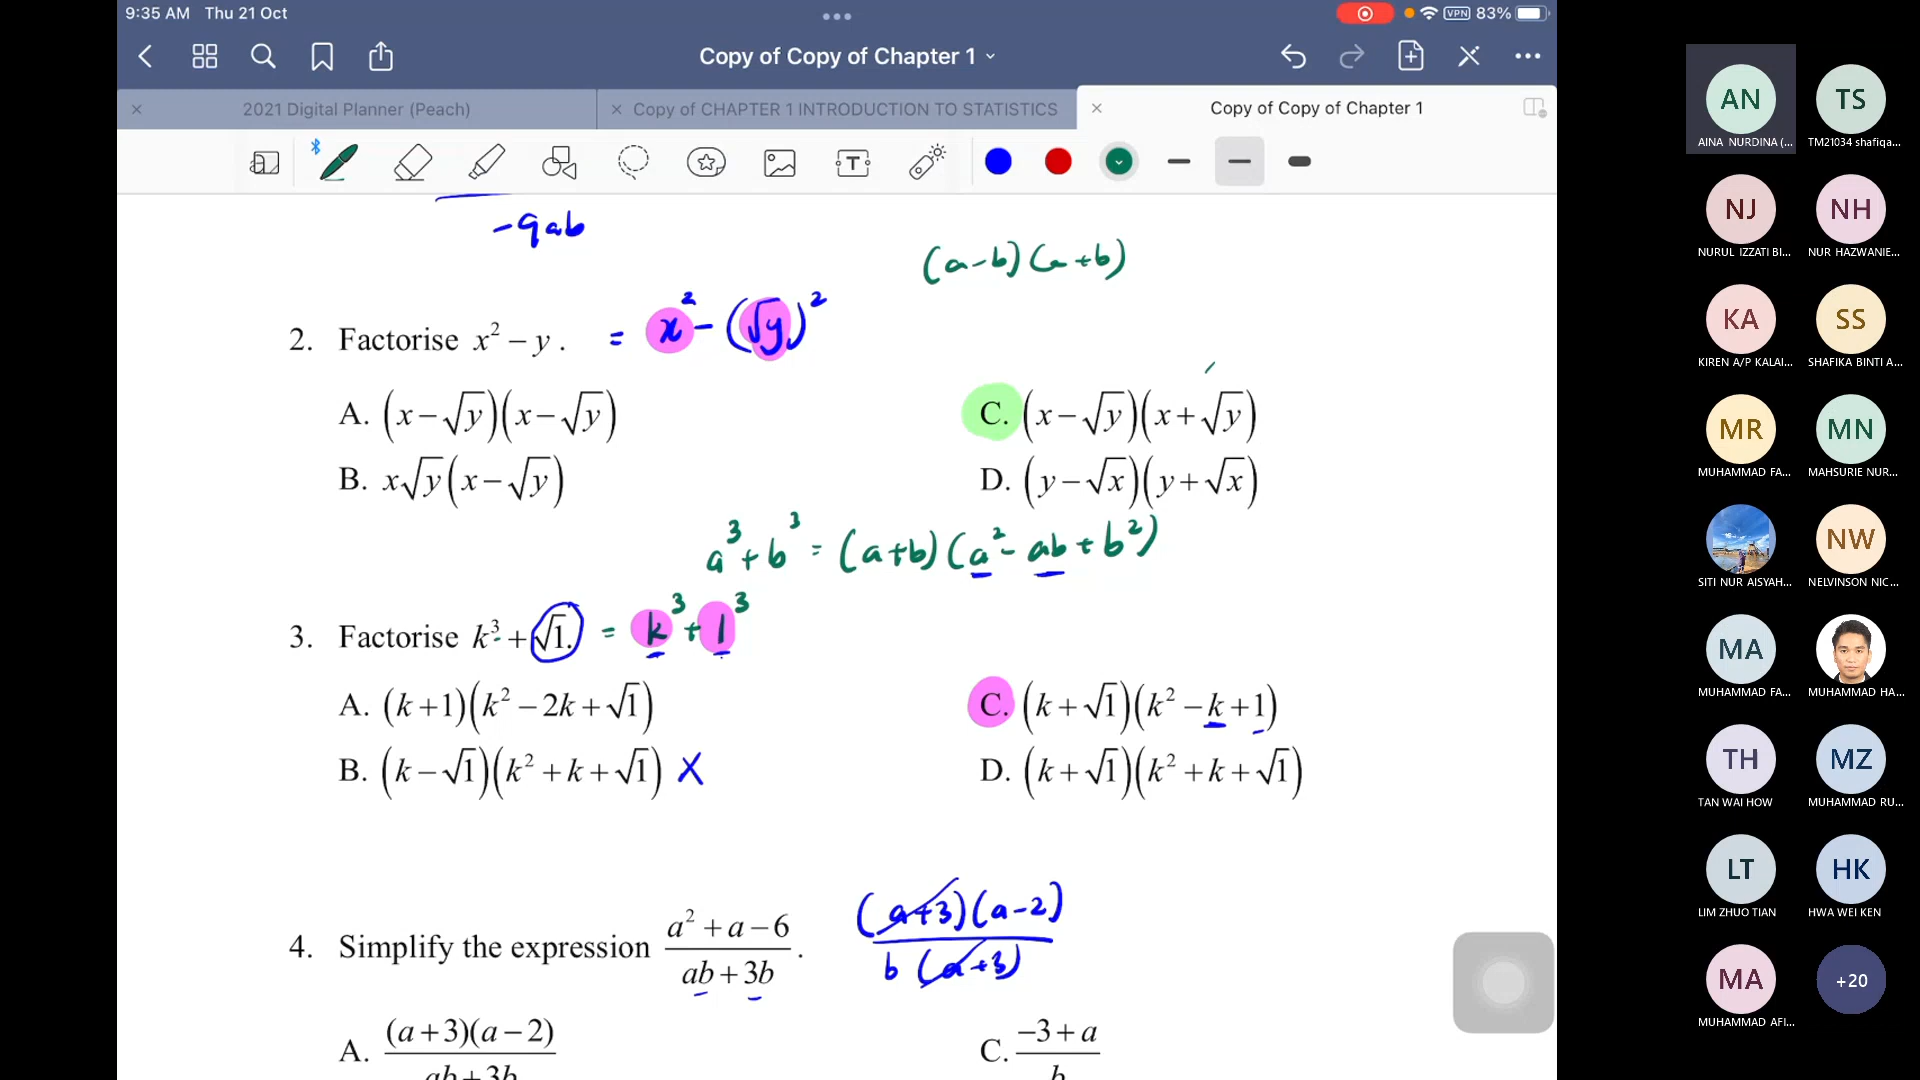 9:35 AM Thu 21 Oct
VPN 83%
Copy of Copy of Chapter 1
2021 Digital Planner (Peach)
Copy of CHAPTER 1 INTRODUCTION TO STATISTICS
Copy of Copy of Chapter 1
-9ab
(a-b)(a+b)
2. Factorise x² − y . = x² - (√y)²
A. (x−√y)(x−√y)
C. (x−√y)(x+√y)
B. x√y(x−√y)
D. (y−√x)(y+√x)
a³+b³ = (a+b)(a²-ab+b²)
3. Factorise k³+√1. = k³+1³
A. (k+1)(k²−2k+√1)
C. (k+√1)(k²−k+1)
B. (k−√1)(k²+k+√1) X
D. (k+√1)(k²+k+√1)
4. Simplify the expression
a²+a−6
ab+3b
.
(a+3)(a-2)
b(a+3)
A.
(a+3)(a−2)
ab+3b
C.
−3+a
b
AN
AINA NURDINA (...
TS
TM21034 shafiqa...
NJ
NURUL IZZATI BI...
NH
NUR HAZWANIE...
KA
KIREN A/P KALAI...
SS
SHAFIKA BINTI A...
MR
MUHAMMAD FA...
MN
MAHSURIE NUR...
SITI NUR AISYAH...
NW
NELVINSON NIC...
MA
MUHAMMAD FA...
MUHAMMAD HA...
TH
TAN WAI HOW
MZ
MUHAMMAD RU...
LT
LIM ZHUO TIAN
HK
HWA WEI KEN
MA
MUHAMMAD AFI...
+20